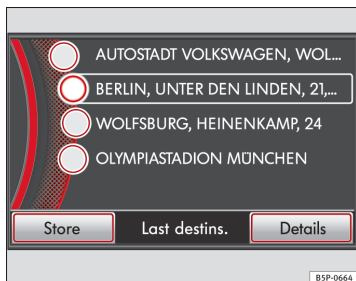 AUTOSTADT VOLKSWAGEN, WOL...
BERLIN, UNTER DEN LINDEN, 21,...
WOLFSBURG, HEINENKAMP, 24
OLYMPIASTADION MÜNCHEN
Store Last destins. Details
B5P-0664